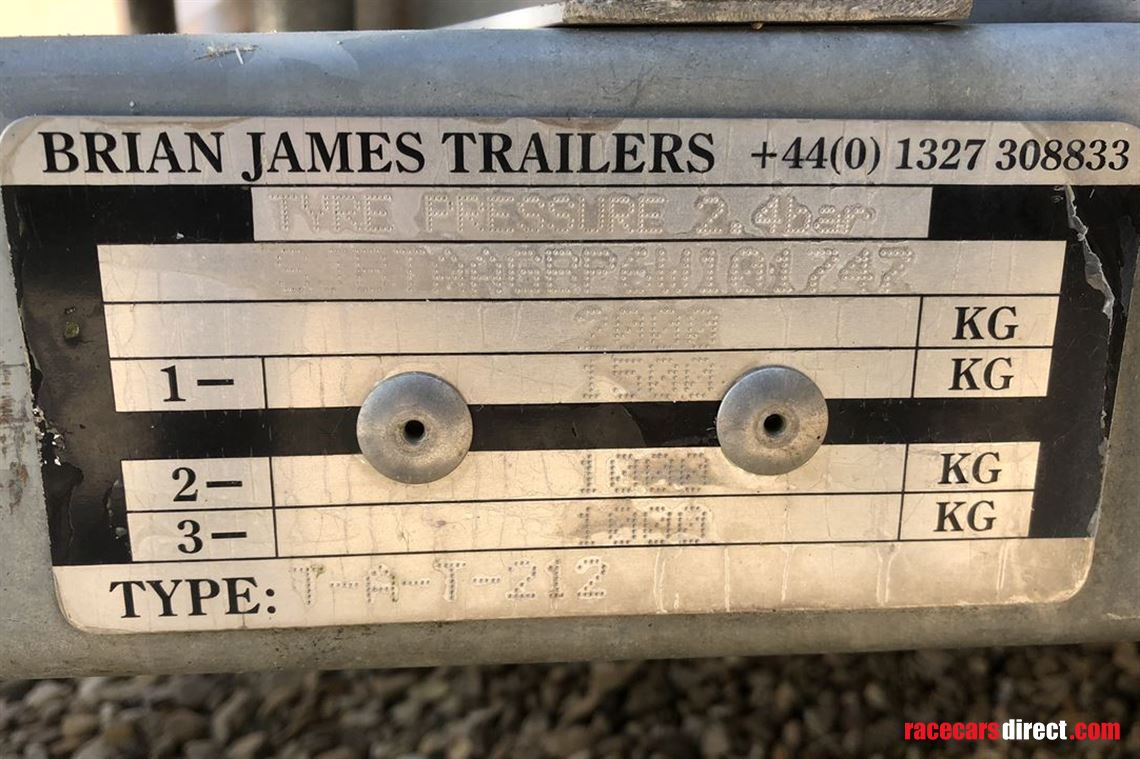 BRIAN JAMES TRAILERS +44(0) 1327 308833
TYRE PRESSURE 2.4bar
2000 KG
1- 1500 KG
2- 1000 KG
3- 1000 KG
TYPE: T-A-T-212
racecarsdirect.com